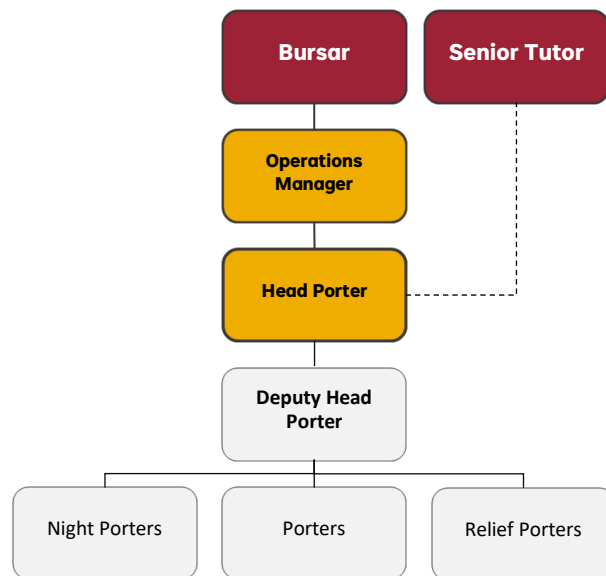 Bursar
Senior Tutor
Operations
Manager
Head Porter
Deputy Head
Porter
Night Porters
Porters
Relief Porters